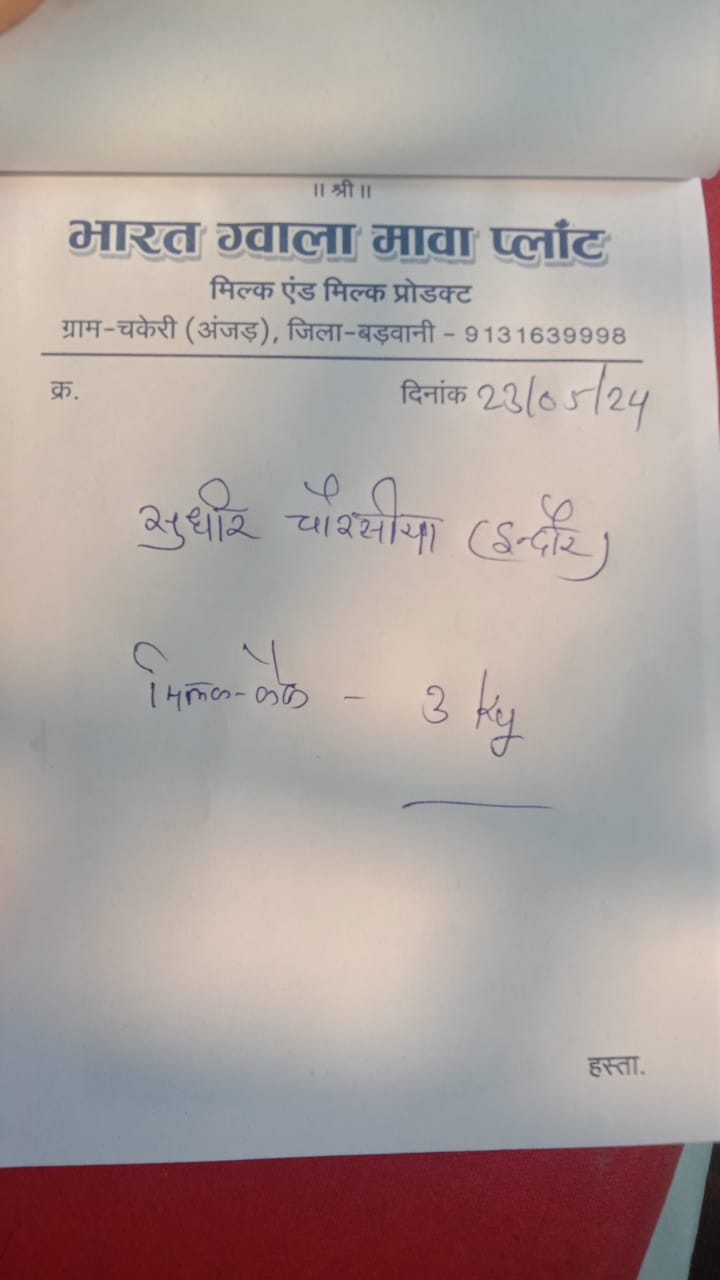 ॥ श्री ॥
भारत ग्वाला मावा प्लाँट
मिल्क एंड मिल्क प्रोडक्ट
ग्राम-चकेरी (अंजड़), जिला-बड़वानी - 9131639998
क्र. दिनांक 23/05/24
सुधीर चौरसीया (इन्दौर)
मिल्क-केक - 3 kg
हस्ता.